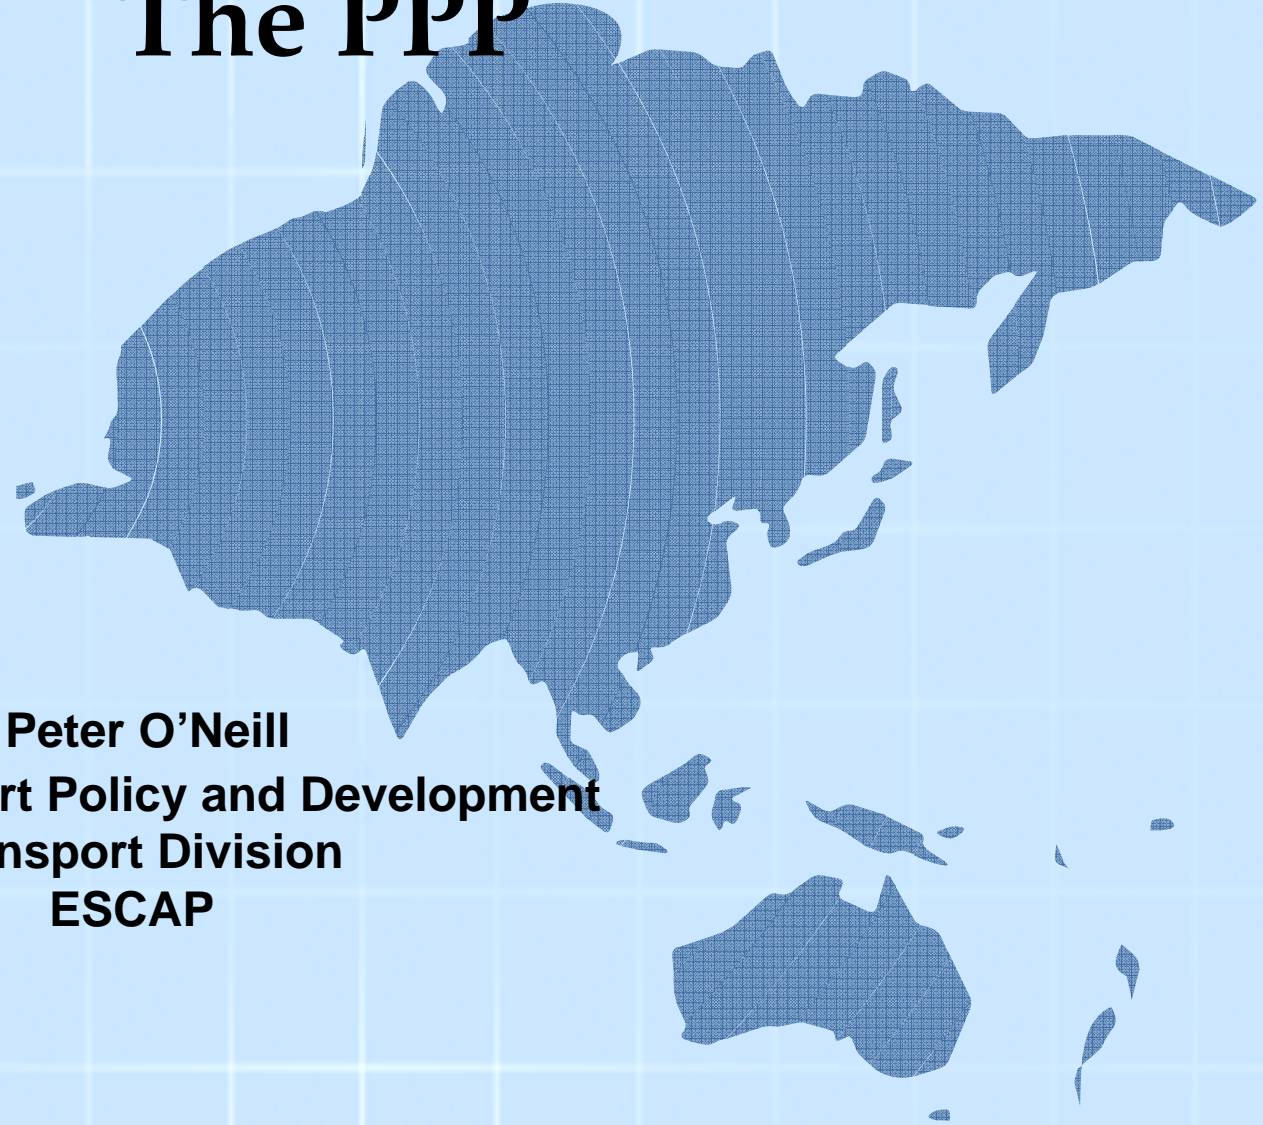 The PPP
Peter O’Neill
rt Policy and Development
nsport Division
ESCAP